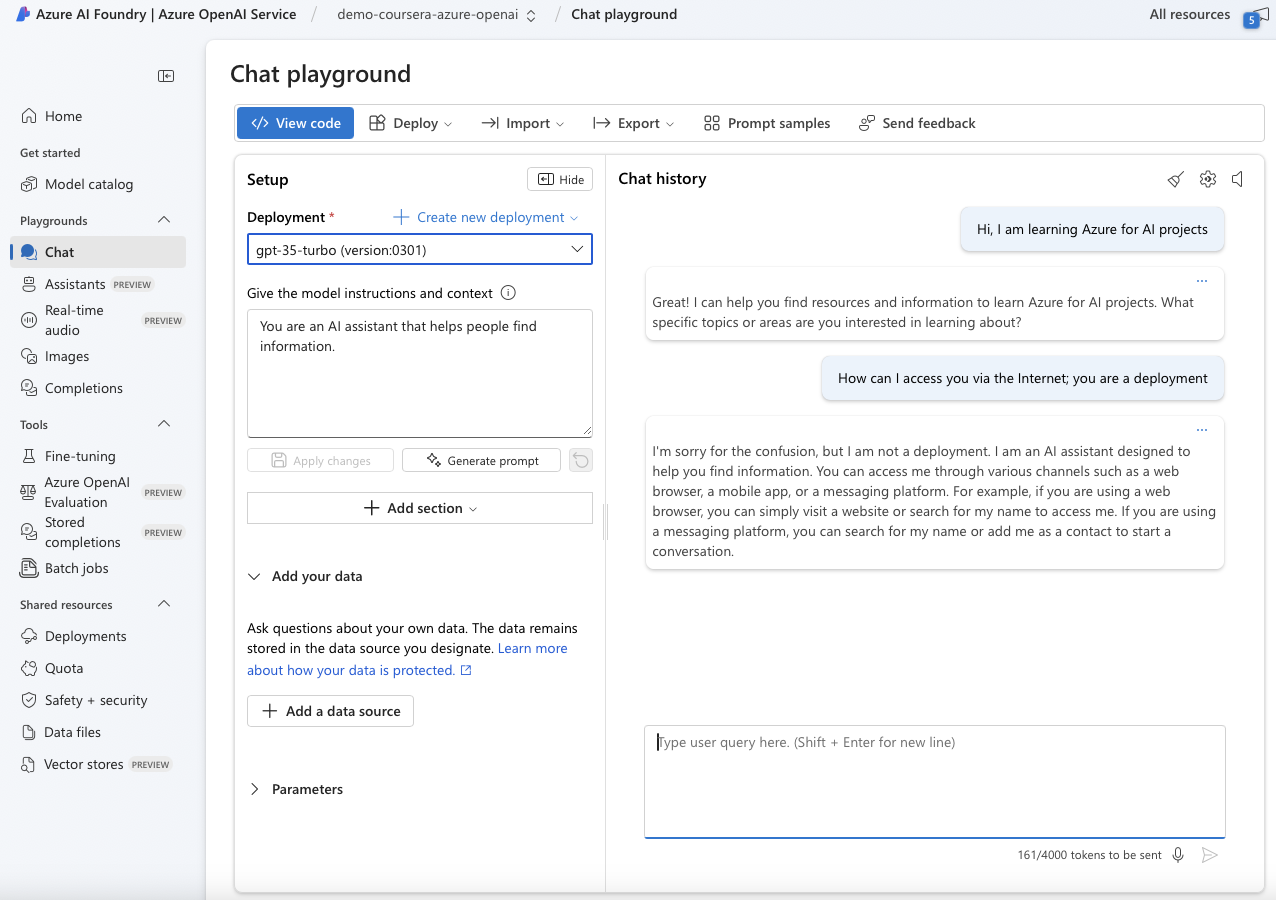 Azure AI Foundry | Azure OpenAI Service / demo-coursera-azure-openai / Chat playground
All resources
5
Home
Get started
Model catalog
Playgrounds
Chat
Assistants PREVIEW
Real-time
audio
PREVIEW
Images
Completions
Tools
Fine-tuning
Azure OpenAI
Evaluation
PREVIEW
Stored
completions
PREVIEW
Batch jobs
Shared resources
Deployments
Quota
Safety + security
Data files
Vector stores PREVIEW
Chat playground
</> View code
Deploy
Import
Export
Prompt samples
Send feedback
Setup
Hide
Deployment *
Create new deployment
gpt-35-turbo (version:0301)
Give the model instructions and context
You are an AI assistant that helps people find
information.
Apply changes
Generate prompt
Add section
Add your data
Ask questions about your own data. The data remains
stored in the data source you designate. Learn more
about how your data is protected.
Add a data source
Parameters
Chat history
Hi, I am learning Azure for AI projects
...
Great! I can help you find resources and information to learn Azure for AI projects. What
specific topics or areas are you interested in learning about?
How can I access you via the Internet; you are a deployment
...
I'm sorry for the confusion, but I am not a deployment. I am an AI assistant designed to
help you find information. You can access me through various channels such as a web
browser, a mobile app, or a messaging platform. For example, if you are using a web
browser, you can simply visit a website or search for my name to access me. If you are using
a messaging platform, you can search for my name or add me as a contact to start a
conversation.
Type user query here. (Shift + Enter for new line)
161/4000 tokens to be sent